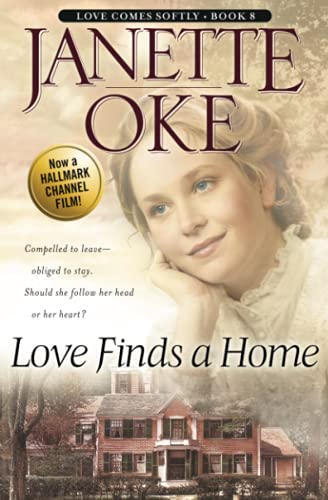 LOVE COMES SOFTLY • BOOK 8
JANETTE
OKE
Now a
HALLMARK
CHANNEL
FILM!
Compelled to leave—
obliged to stay.
Should she follow her head
or her heart?
Love Finds a Home